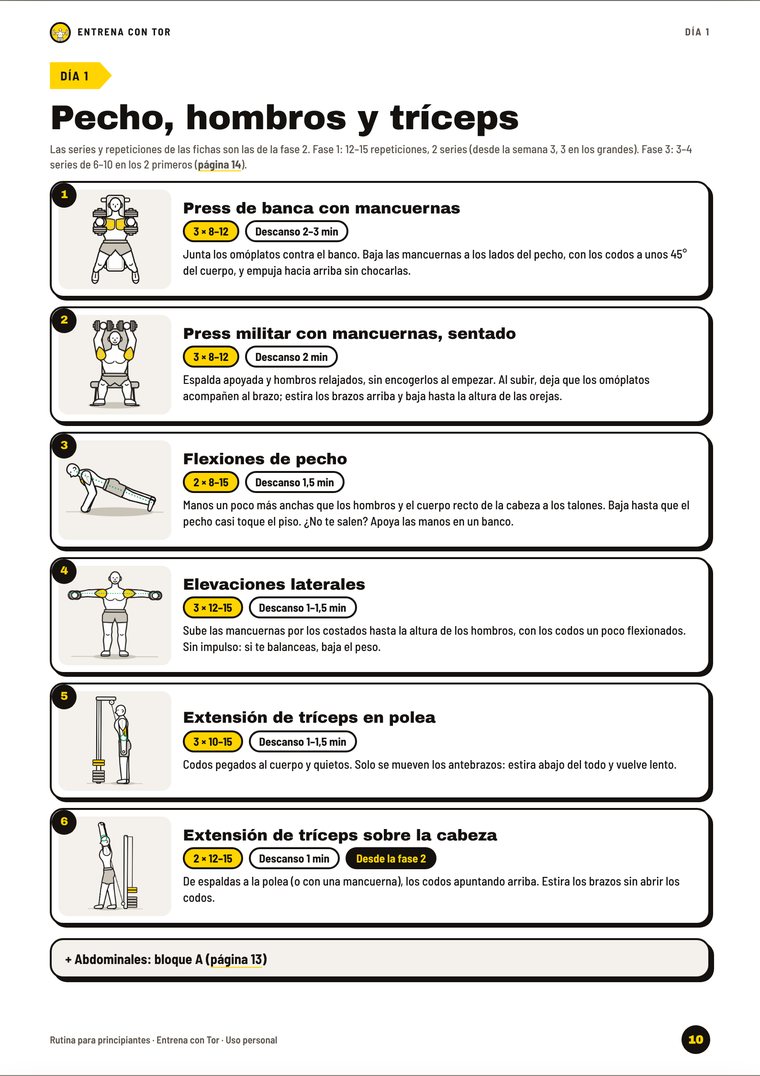 ENTRENA CON TOR
DÍA 1
DÍA 1
Pecho, hombros y tríceps
Las series y repeticiones de las fichas son las de la fase 2. Fase 1: 12–15 repeticiones, 2 series (desde la semana 3, 3 en los grandes). Fase 3: 3–4
series de 6–10 en los 2 primeros (página 14).
1
Press de banca con mancuernas
3 × 8–12
Descanso 2–3 min
Junta los omóplatos contra el banco. Baja las mancuernas a los lados del pecho, con los codos a unos 45°
del cuerpo, y empuja hacia arriba sin chocarlas.
2
Press militar con mancuernas, sentado
3 × 8–12
Descanso 2 min
Espalda apoyada y hombros relajados, sin encogerlos al empezar. Al subir, deja que los omóplatos
acompañen al brazo; estira los brazos arriba y baja hasta la altura de las orejas.
3
Flexiones de pecho
2 × 8–15
Descanso 1,5 min
Manos un poco más anchas que los hombros y el cuerpo recto de la cabeza a los talones. Baja hasta que el
pecho casi toque el piso. ¿No te salen? Apoya las manos en un banco.
4
Elevaciones laterales
3 × 12–15
Descanso 1–1,5 min
Sube las mancuernas por los costados hasta la altura de los hombros, con los codos un poco flexionados.
Sin impulso: si te balanceas, baja el peso.
5
Extensión de tríceps en polea
3 × 10–15
Descanso 1–1,5 min
Codos pegados al cuerpo y quietos. Solo se mueven los antebrazos: estira abajo del todo y vuelve lento.
6
Extensión de tríceps sobre la cabeza
2 × 12–15
Descanso 1 min
Desde la fase 2
De espaldas a la polea (o con una mancuerna), los codos apuntando arriba. Estira los brazos sin abrir los
codos.
+ Abdominales: bloque A (página 13)
Rutina para principiantes · Entrena con Tor · Uso personal
10